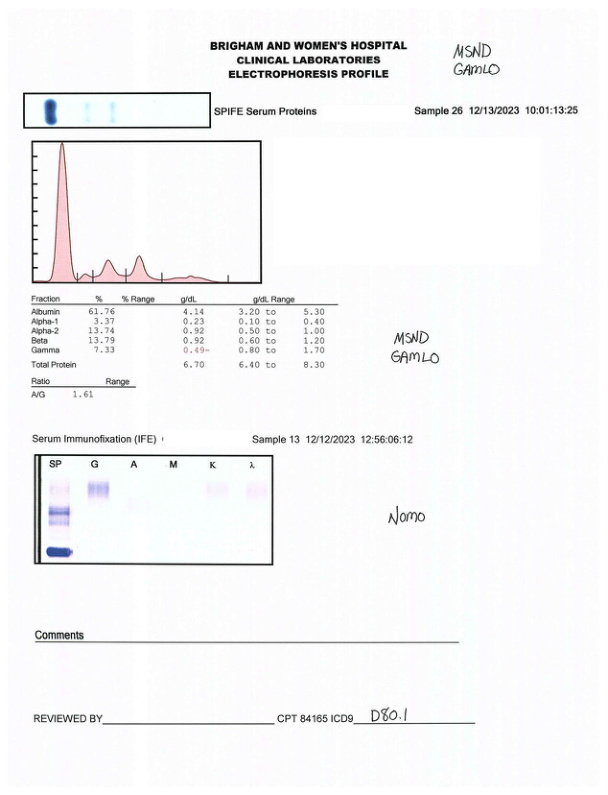 BRIGHAM AND WOMEN'S HOSPITAL
CLINICAL LABORATORIES
ELECTROPHORESIS PROFILE
MSND
GAMLO
SPIFE Serum Proteins Sample 26 12/13/2023 10:01:13:25
Fraction % % Range g/dL g/dL Range
Albumin 61.76 4.14 3.20 to 5.30
Alpha-1 3.37 0.23 0.10 to 0.40
Alpha-2 13.74 0.92 0.50 to 1.00
Beta 13.79 0.92 0.60 to 1.20
Gamma 7.33 0.49- 0.80 to 1.70
Total Protein 6.70 6.40 to 8.30
MSND
GAMLO
Ratio Range
A/G 1.61
Serum Immunofixation (IFE) Sample 13 12/12/2023 12:56:06:12
SP G A M K λ
Nomo
Comments
REVIEWED BY CPT 84165 ICD9 D80.1